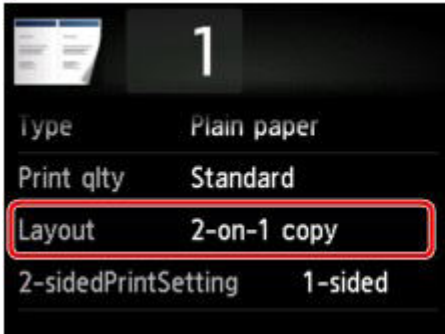 1
Type Plain paper
Print qlty Standard
Layout 2-on-1 copy
2-sidedPrintSetting 1-sided